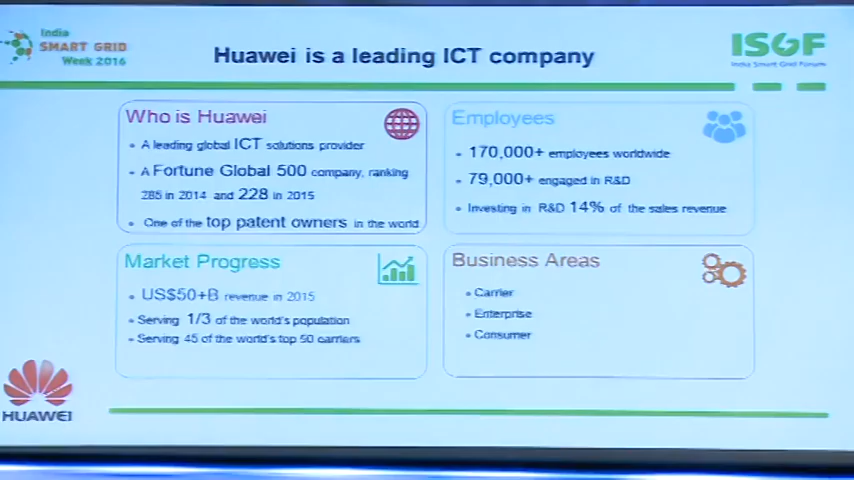 India
SMART GRID
Week 2016
Huawei is a leading ICT company
ISGF
India Smart Grid Forum
Who is Huawei
• A leading global ICT solutions provider
• A Fortune Global 500 company, ranking
285 in 2014 and 228 in 2015
• One of the top patent owners in the world
Employees
• 170,000+ employees worldwide
• 79,000+ engaged in R&D
• Investing in R&D 14% of the sales revenue
Market Progress
• US$50+B revenue in 2015
• Serving 1/3 of the world's population
• Serving 45 of the world's top 50 carriers
Business Areas
• Carrier
• Enterprise
• Consumer
HUAWEI